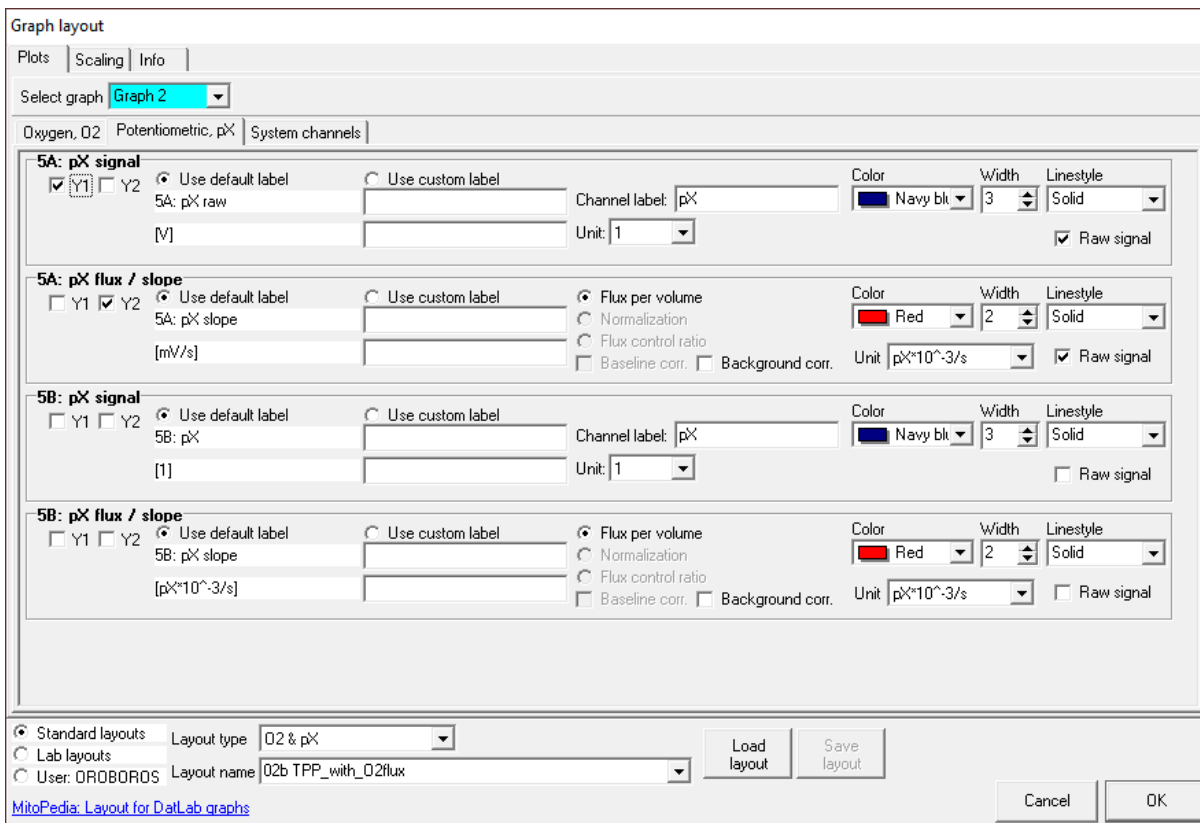 Graph layout
Plots Scaling Info
Select graph Graph 2
Oxygen, O2 Potentiometric, pX System channels
5A: pX signal
Y1 Y2 Use default label Use custom label Color Width Linestyle
5A: pX raw Channel label: pX Navy blu 3 Solid
[V] Unit: 1 Raw signal
5A: pX flux / slope
Y1 Y2 Use default label Use custom label Flux per volume Color Width Linestyle
5A: pX slope Normalization Red 2 Solid
Flux control ratio
[mV/s] Baseline corr. Background corr. Unit pX*10^-3/s Raw signal
5B: pX signal
Y1 Y2 Use default label Use custom label Color Width Linestyle
5B: pX Channel label: pX Navy blu 3 Solid
[1] Unit: 1 Raw signal
5B: pX flux / slope
Y1 Y2 Use default label Use custom label Flux per volume Color Width Linestyle
5B: pX slope Normalization Red 2 Solid
Flux control ratio
[pX*10^-3/s] Baseline corr. Background corr. Unit pX*10^-3/s Raw signal
Standard layouts Layout type O2 & pX Load layout Save layout
Lab layouts
User: OROBOROS Layout name 02b TPP_with_O2flux
MitoPedia: Layout for DatLab graphs Cancel OK